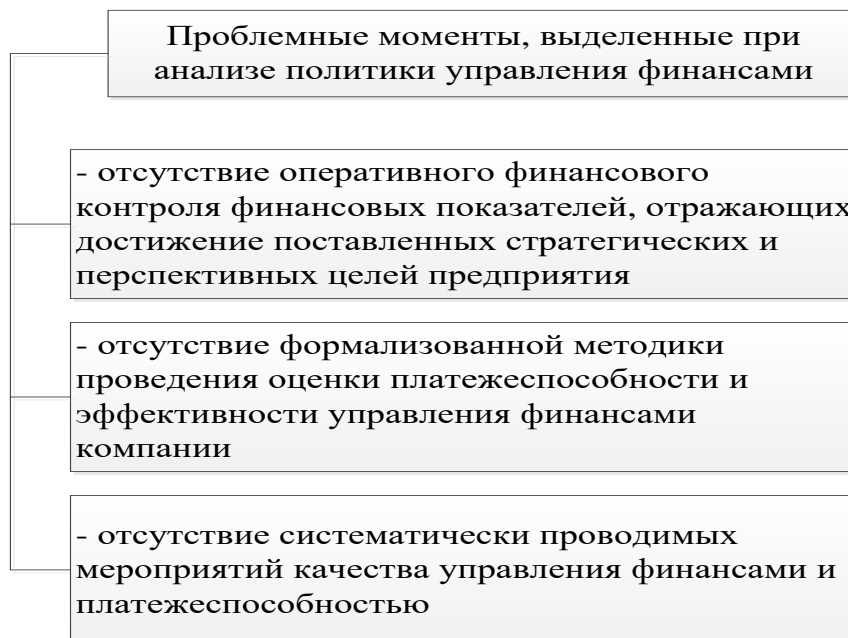 Проблемные моменты, выделенные при
анализе политики управления финансами
- отсутствие оперативного финансового
контроля финансовых показателей, отражающих
достижение поставленных стратегических и
перспективных целей предприятия
- отсутствие формализованной методики
проведения оценки платежеспособности и
эффективности управления финансами
компании
- отсутствие систематически проводимых
мероприятий качества управления финансами и
платежеспособностью